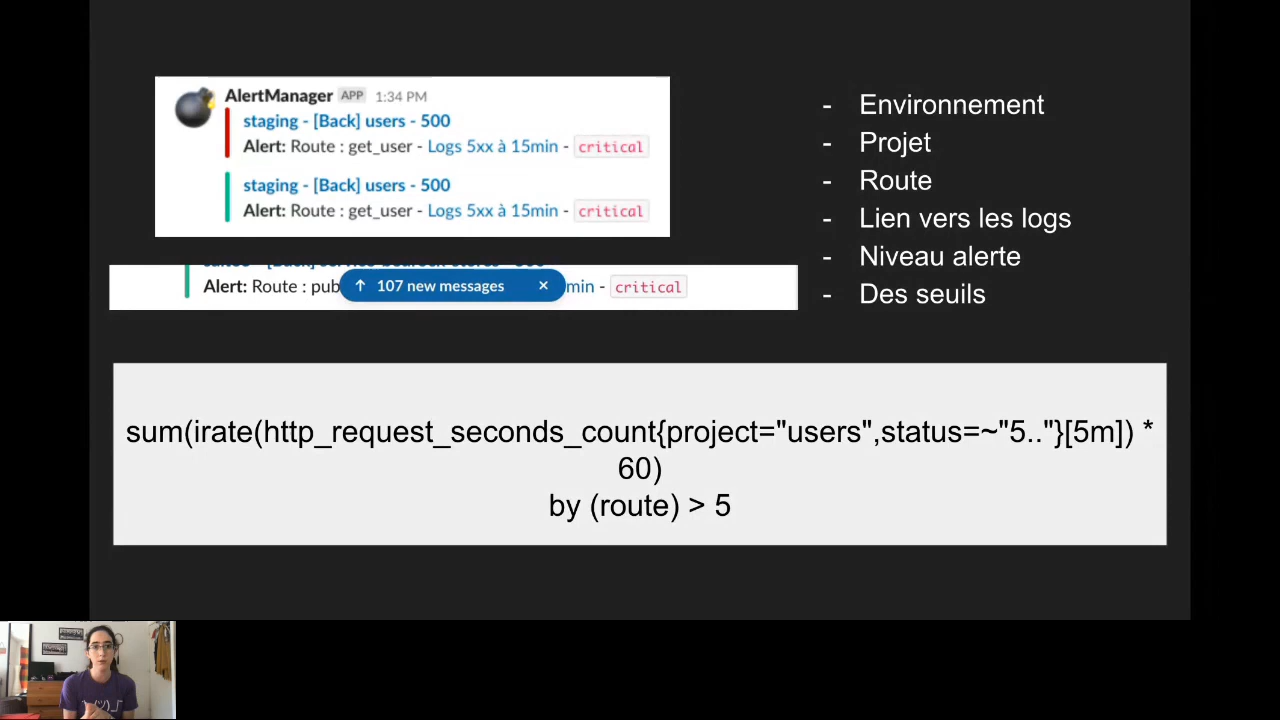 AlertManager APP 1:34 PM
staging - [Back] users - 500
Alert: Route : get_user - Logs 5xx à 15min - critical
staging - [Back] users - 500
Alert: Route : get_user - Logs 5xx à 15min - critical
Alert: Route : pub
↑ 107 new messages ×
min - critical
- Environnement
- Projet
- Route
- Lien vers les logs
- Niveau alerte
- Des seuils
sum(irate(http_request_seconds_count{project="users",status=~"5.."}[5m]) *
60)
by (route) > 5